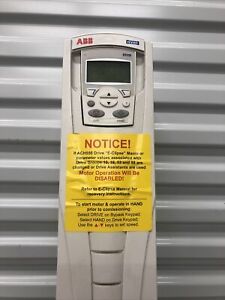 ABB
NOTICE!
If ACH550 Drive "E-Clipse" Macro or
parameter values associated with
Drive Groups
changed or Drive Assistants are used
Motor Operation Will Be
DISABLED!
Refer to E-Clipse Manual for
recovery instructions.
To start motor & operate in HAND
prior to comissioning:
Select DRIVE on Bypass Keypad;
Select HAND on Drive Keypad;
Use the ▲/▼ keys to set speed.